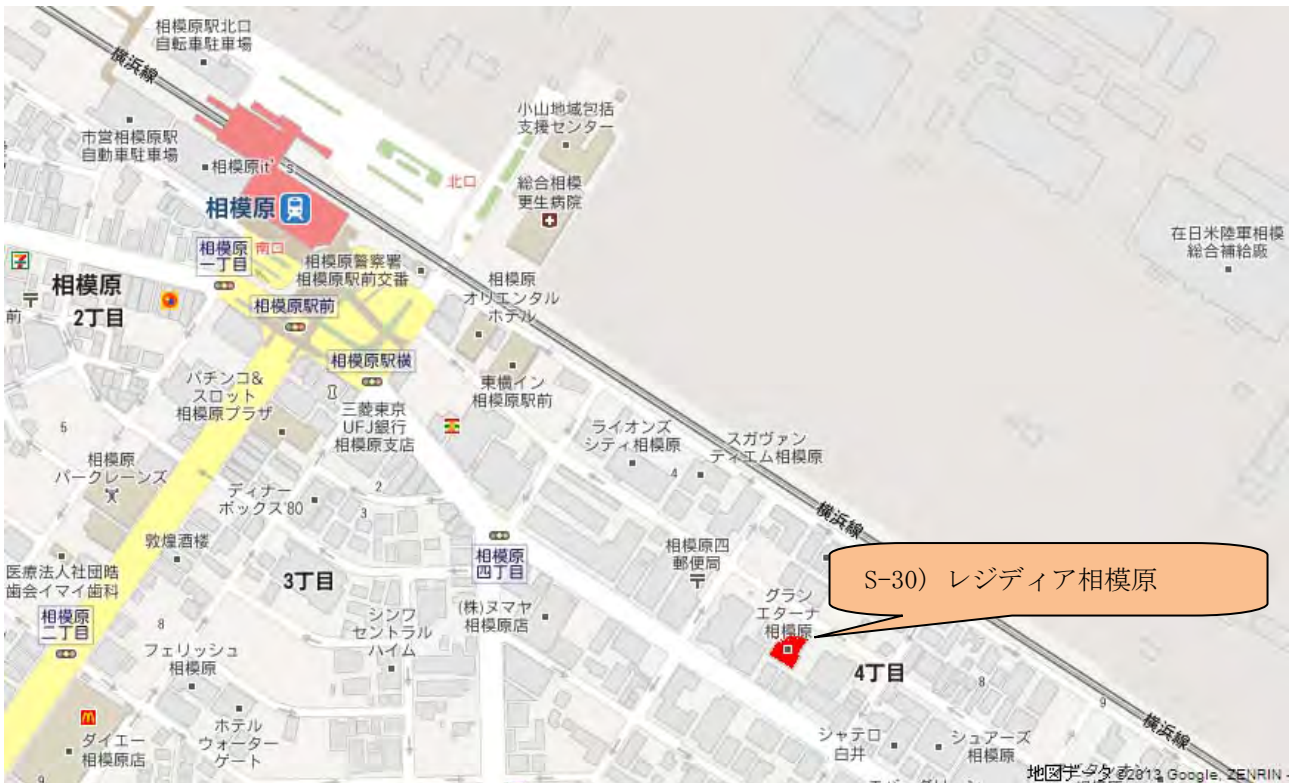 相模原駅北口
自転車駐車場
横浜線
市営相模原駅
自動車駐車場
相模原it's
小山地域包括
支援センター
北口
総合相模
更生病院
相模原
在日米陸軍相模
総合補給廠
相模原
一丁目
南口
相模原警察署
相模原駅前交番
相模原
2丁目
前
相模原駅前
相模原
オリエンタル
ホテル
相模原駅横
パチンコ&
スロット
相模原プラザ
三菱東京
UFJ銀行
相模原支店
東横イン
相模原駅前
ライオンズ
シティ相模原
スガヴァン
ティエム相模原
5
4
相模原
パークレーンズ
2
ディナー
ボックス'80
3
横浜線
敦煌酒楼
相模原
四丁目
相模原四
郵便局
S-30) レジディア相模原
医療法人社団晧
歯会イマイ歯科
3丁目
グラン
エターナ
相模原
相模原
二丁目
8
シンワ
セントラル
ハイム
(株)ヌマヤ
相模原店
フェリッシュ
相模原
4丁目
8
9
ホテル
ウォーター
ゲート
ダイエー
相模原店
シャテロ
白井
シュアーズ
相模原
横浜線
9
地図データ ©2013 Google, ZENRIN -